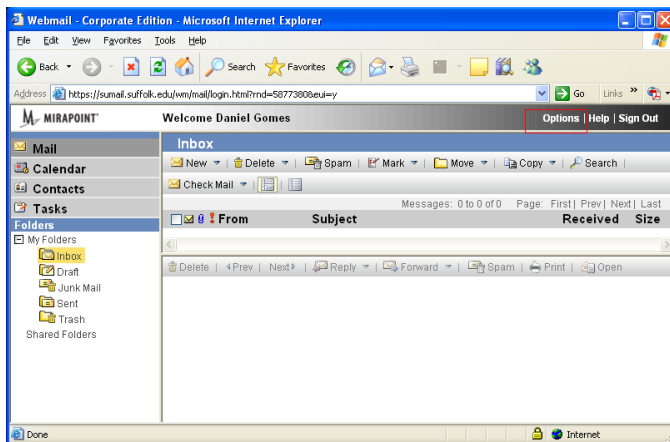 Webmail - Corporate Edition - Microsoft Internet Explorer
File Edit View Favorites Tools Help
Back Search Favorites
Address https://sumail.suffolk.edu/wm/mail/login.html?rnd=5877380&eui=y Go Links »
MIRAPOINT Welcome Daniel Gomes Options | Help | Sign Out
Mail
Calendar
Contacts
Tasks
Folders
My Folders
Inbox
Draft
Junk Mail
Sent
Trash
Shared Folders
Inbox
New | Delete | Spam | Mark | Move | Copy | Search |
Check Mail |
Messages: 0 to 0 of 0 Page: First | Prev | Next | Last
! From Subject Received Size
Delete | Prev | Next | Reply | Forward | Spam | Print | Open
Done Internet